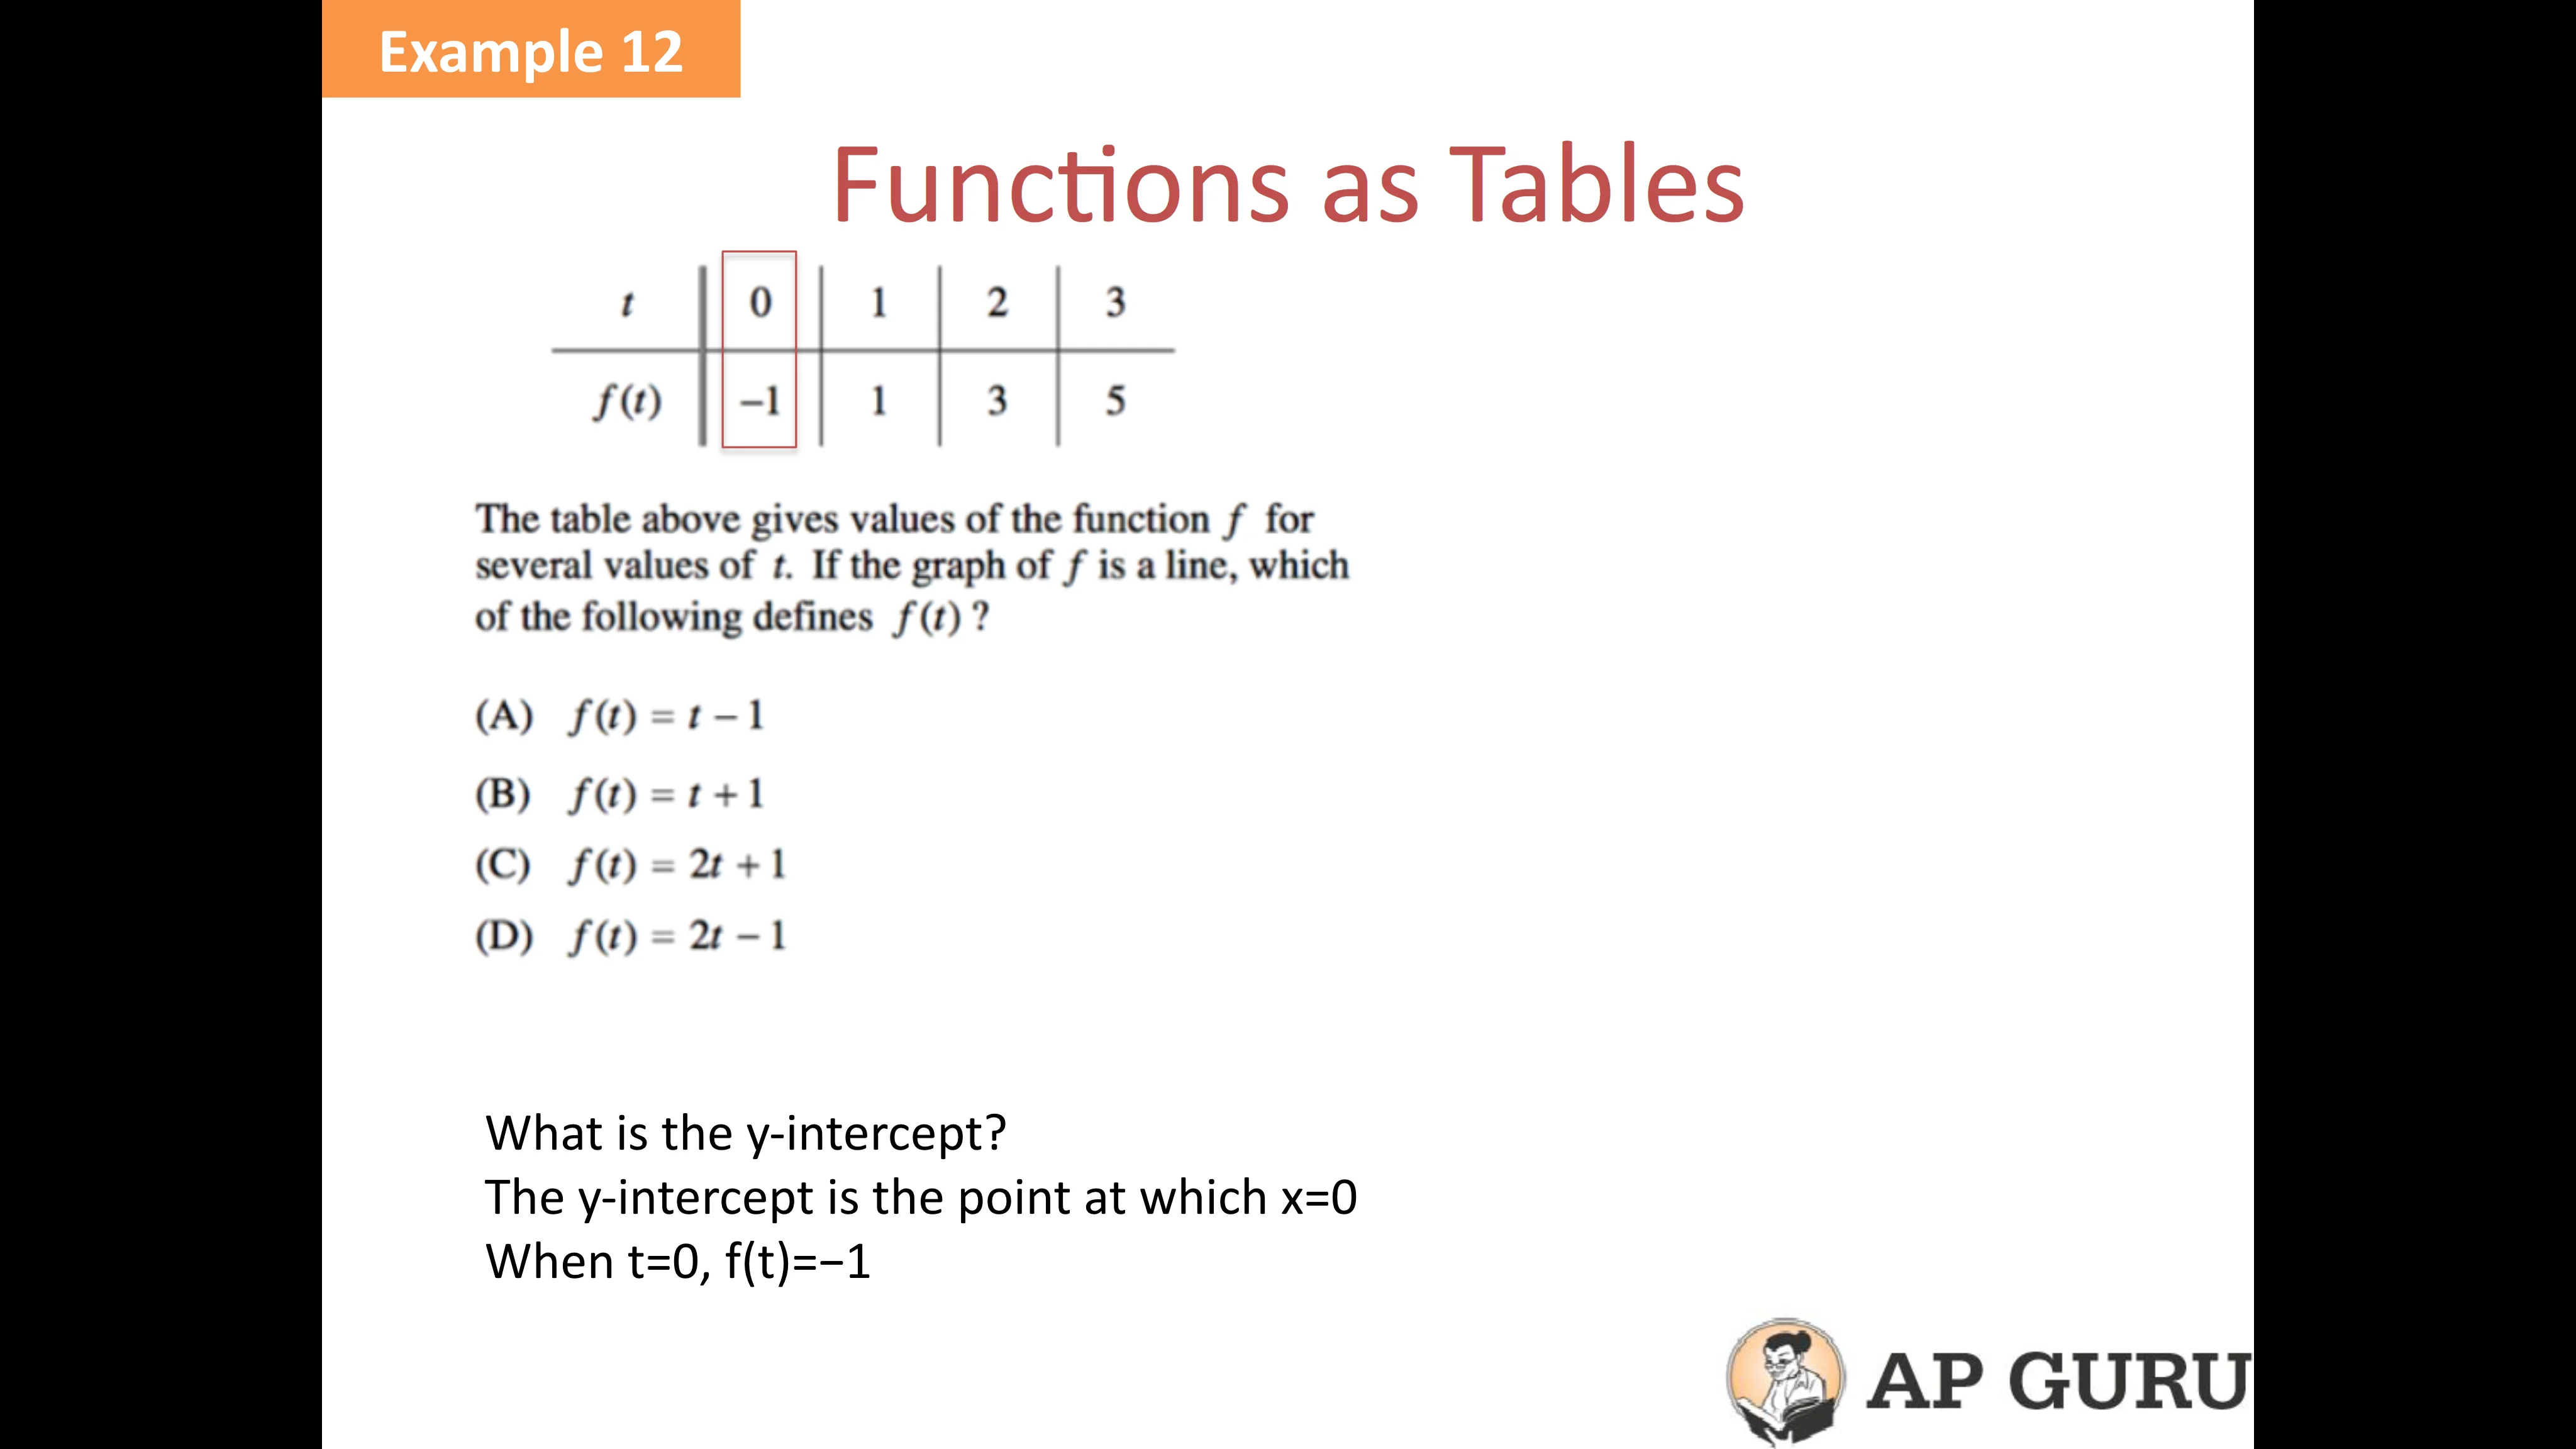 Example 12
Functions as Tables
t 0 1 2 3
f(t) −1 1 3 5
The table above gives values of the function f for
several values of t. If the graph of f is a line, which
of the following defines f(t) ?
(A) f(t) = t − 1
(B) f(t) = t + 1
(C) f(t) = 2t + 1
(D) f(t) = 2t − 1
What is the y-intercept?
The y-intercept is the point at which x=0
When t=0, f(t)=−1
AP GURU